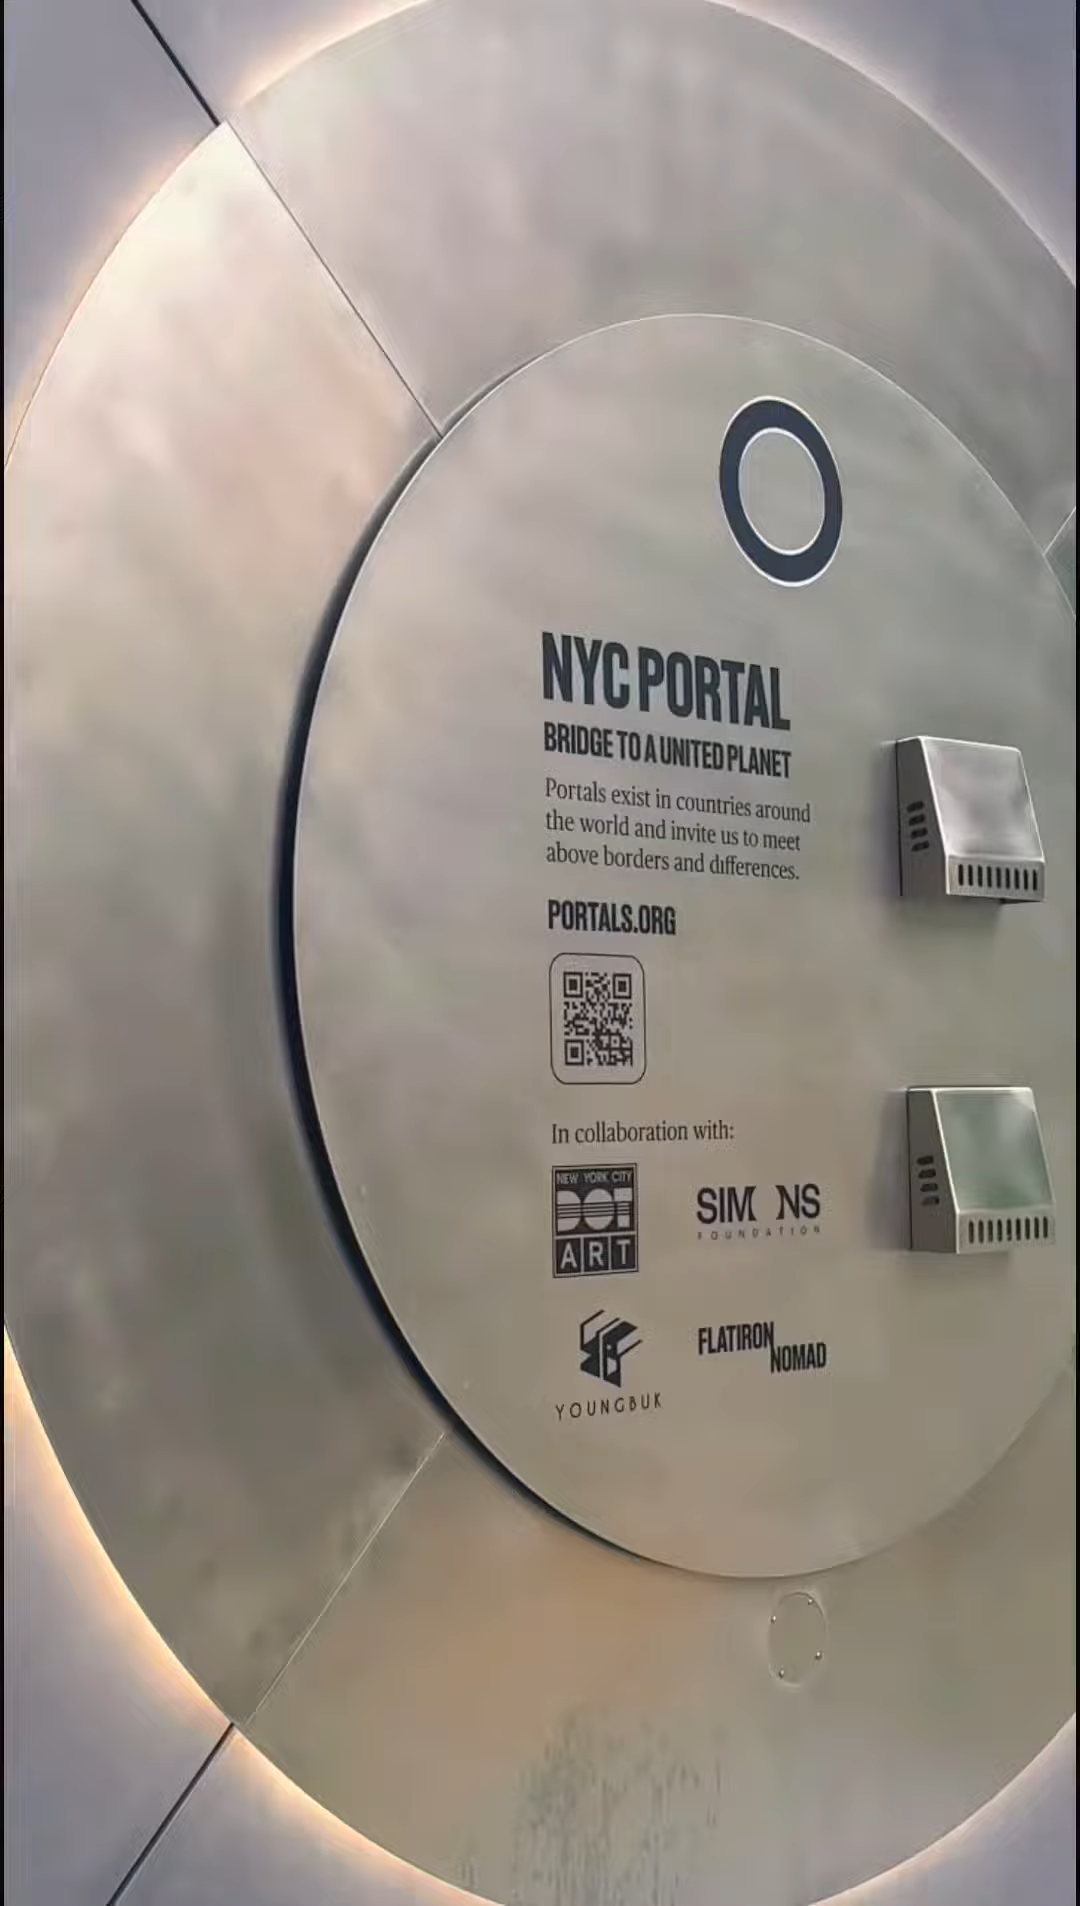 NYC PORTAL
BRIDGE TO A UNITED PLANET
Portals exist in countries around
the world and invite us to meet
above borders and differences.
PORTALS.ORG
In collaboration with:
NEW YORK CITY
DOT
ART
SIM NS
FOUNDATION
YOUNGBUK
FLATIRON
NOMAD